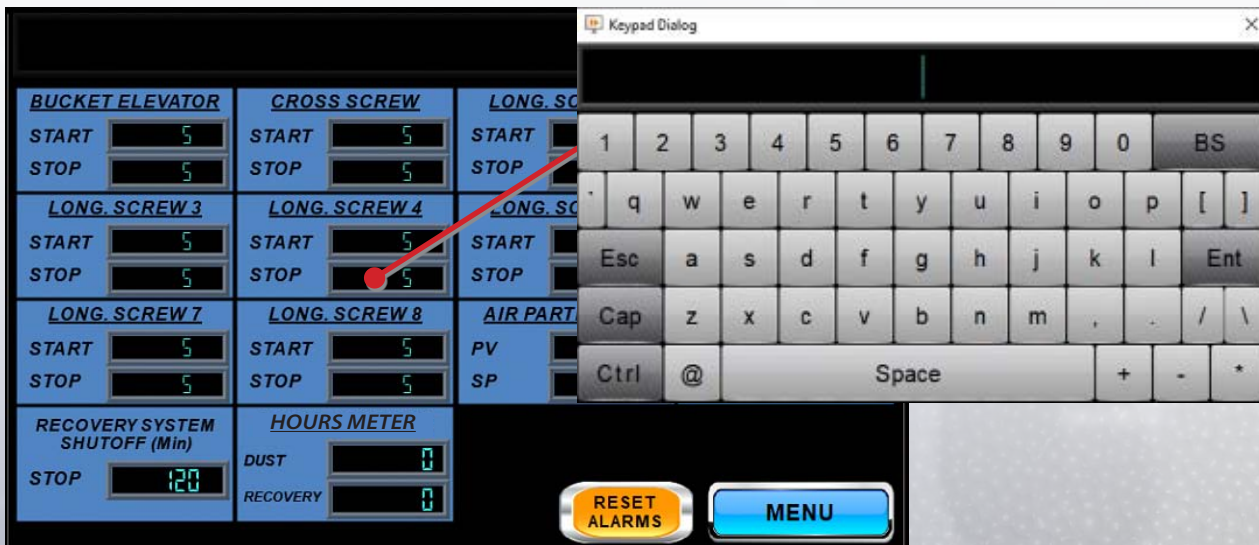 BUCKET ELEVATOR
START 5
STOP 5
CROSS SCREW
START 5
STOP 5
LONG. SC
START
STOP
LONG. SCREW 3
START 5
STOP 5
LONG. SCREW 4
START 5
STOP 5
LONG. SC
START
STOP
LONG. SCREW 7
START 5
STOP 5
LONG. SCREW 8
START 5
STOP 5
AIR PART
PV
SP
RECOVERY SYSTEM
SHUTOFF (Min)
STOP 120
HOURS METER
DUST 0
RECOVERY 0
RESET
ALARMS
MENU
Keypad Dialog
1 2 3 4 5 6 7 8 9 0 BS
` q w e r t y u i o p [ ]
Esc a s d f g h j k l Ent
Cap z x c v b n m , . / \
Ctrl @ Space + - *